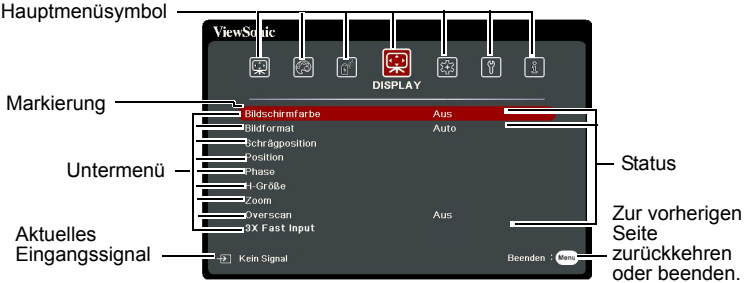 Hauptmenüsymbol
ViewSonic
DISPLAY
Markierung
Bildschirmfarbe Aus
Bildformat Auto
Schrägposition
Position
Untermenü
Phase
Status
H-Größe
Zoom
Overscan Aus
3X Fast Input
Aktuelles
Eingangssignal
Kein Signal
Beenden : Menu
Zur vorherigen
Seite
zurückkehren
oder beenden.